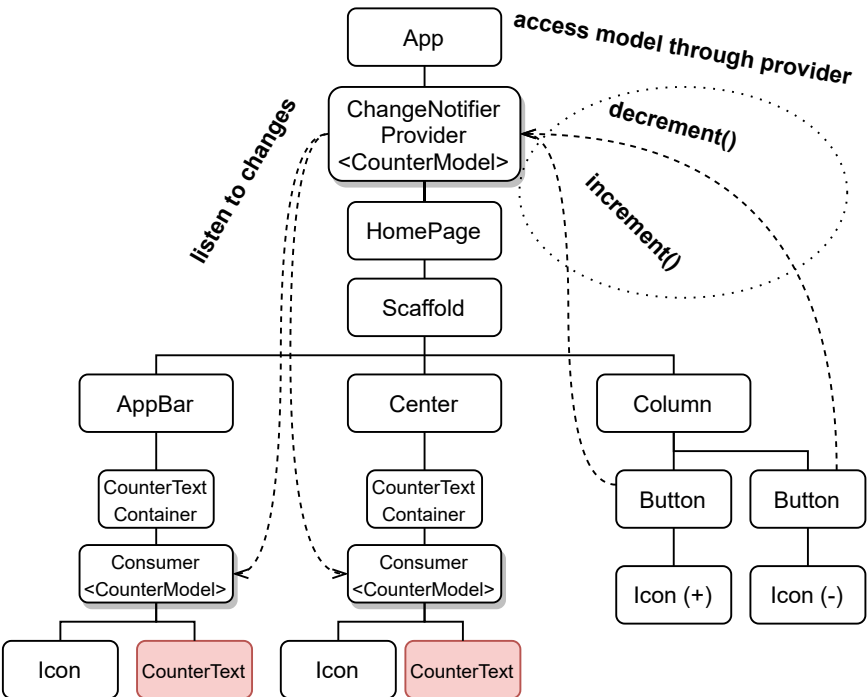 App
access model through provider
ChangeNotifier
Provider
<CounterModel>
decrement()
listen to changes
increment()
HomePage
Scaffold
AppBar
Center
Column
CounterText
Container
CounterText
Container
Button
Button
Consumer
<CounterModel>
Consumer
<CounterModel>
Icon (+)
Icon (-)
Icon
CounterText
Icon
CounterText